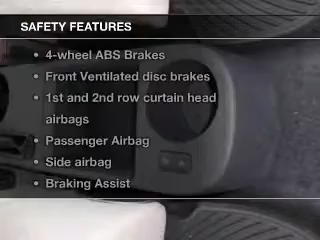 SAFETY FEATURES
• 4-wheel ABS Brakes
• Front Ventilated disc brakes
• 1st and 2nd row curtain head
airbags
• Passenger Airbag
• Side airbag
• Braking Assist